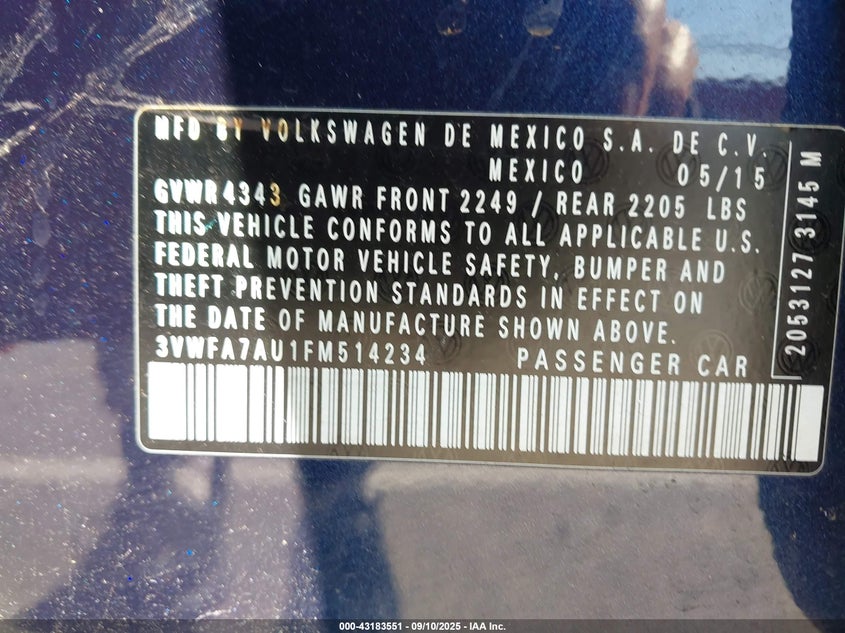 MFD BY VOLKSWAGEN DE MEXICO S.A. DE C.V.
MEXICO 05/15
GVWR 4343 GAWR FRONT 2249 / REAR 2205 LBS
THIS VEHICLE CONFORMS TO ALL APPLICABLE U.S.
FEDERAL MOTOR VEHICLE SAFETY, BUMPER AND
THEFT PREVENTION STANDARDS IN EFFECT ON
THE DATE OF MANUFACTURE SHOWN ABOVE.
3VWFA7AU1FM514234 PASSENGER CAR
2053127 3145 M
000-43183551 - 09/10/2025 - IAA Inc.